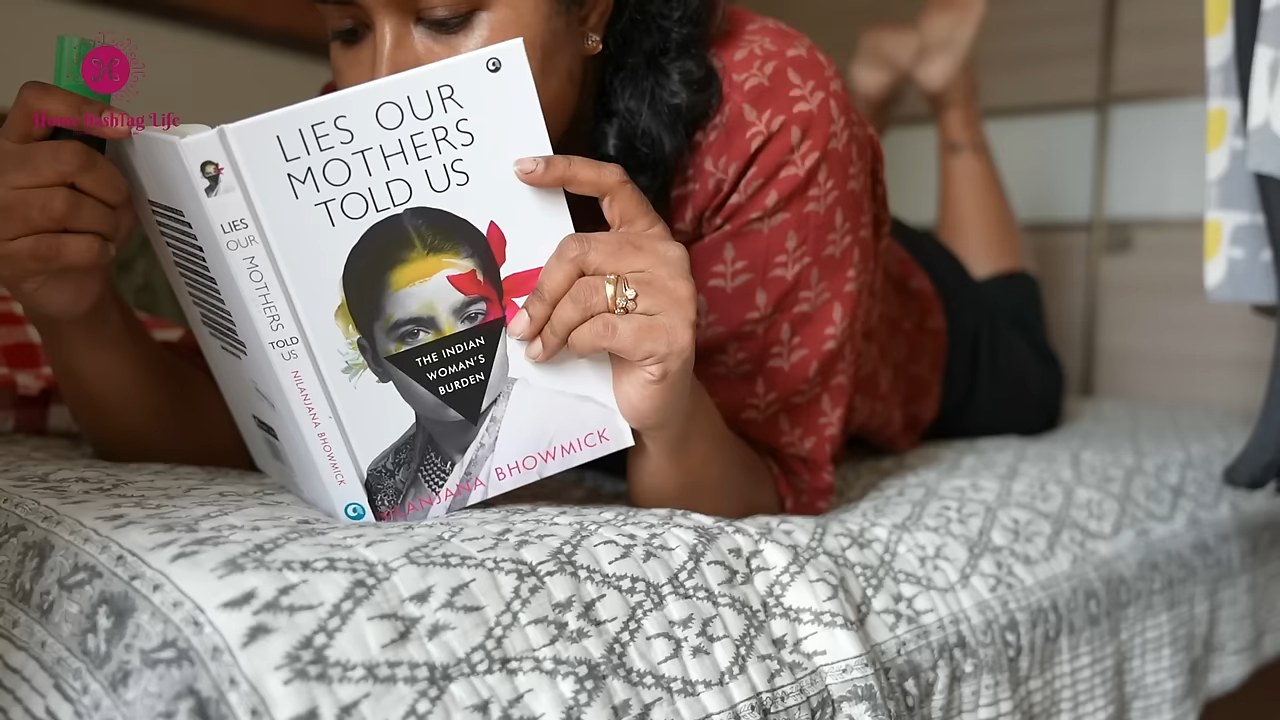 Home HashTag Life
LIES OUR
MOTHERS
TOLD US
THE INDIAN
WOMAN'S
BURDEN
NILANJANA BHOWMICK
LIES OUR MOTHERS TOLD US NILANJANA BHOWMICK